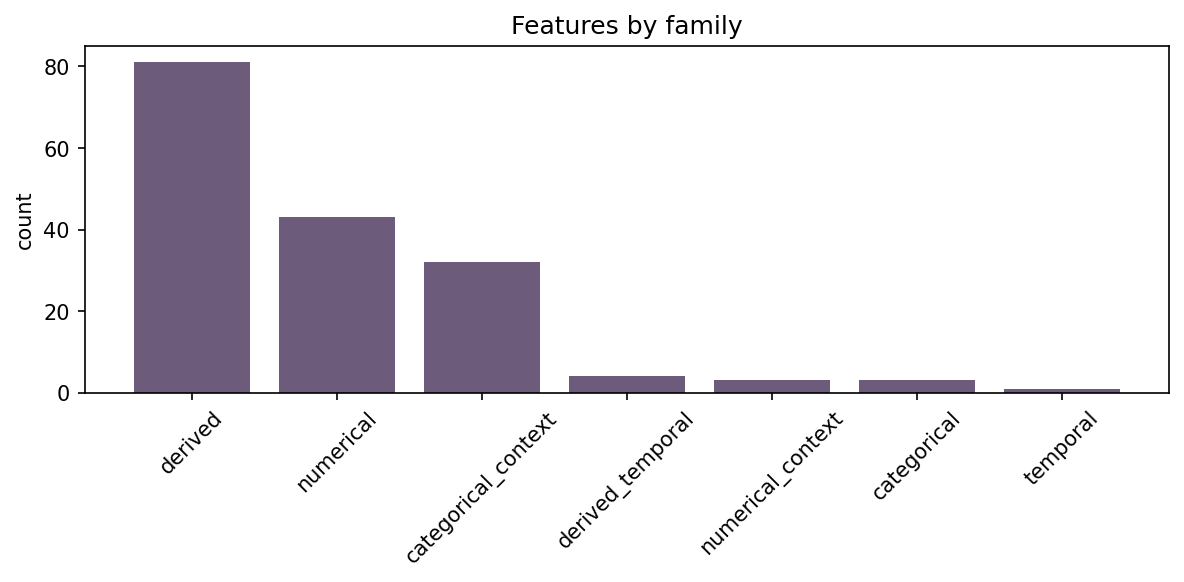 Features by family
count
80
60
40
20
0
derived
numerical
categorical_context
derived_temporal
numerical_context
categorical
temporal